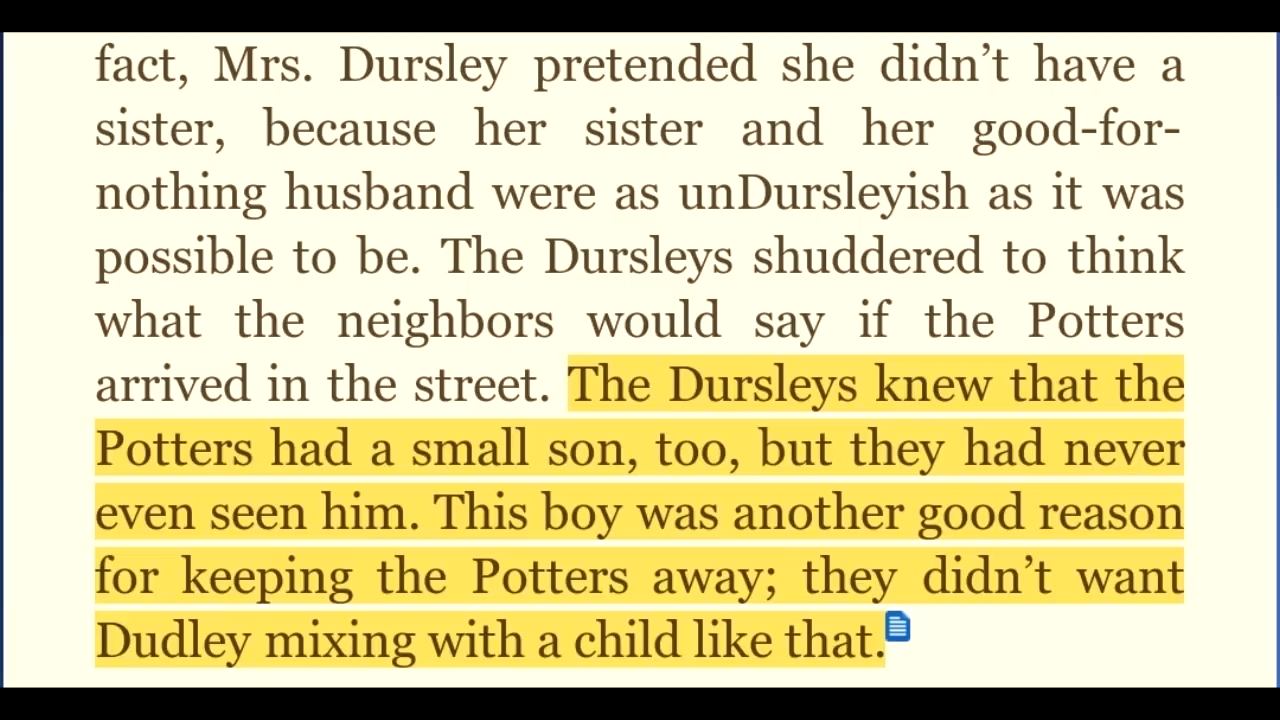 fact, Mrs. Dursley pretended she didn’t have a
sister, because her sister and her good-for-
nothing husband were as unDursleyish as it was
possible to be. The Dursleys shuddered to think
what the neighbors would say if the Potters
arrived in the street. The Dursleys knew that the
Potters had a small son, too, but they had never
even seen him. This boy was another good reason
for keeping the Potters away; they didn’t want
Dudley mixing with a child like that.